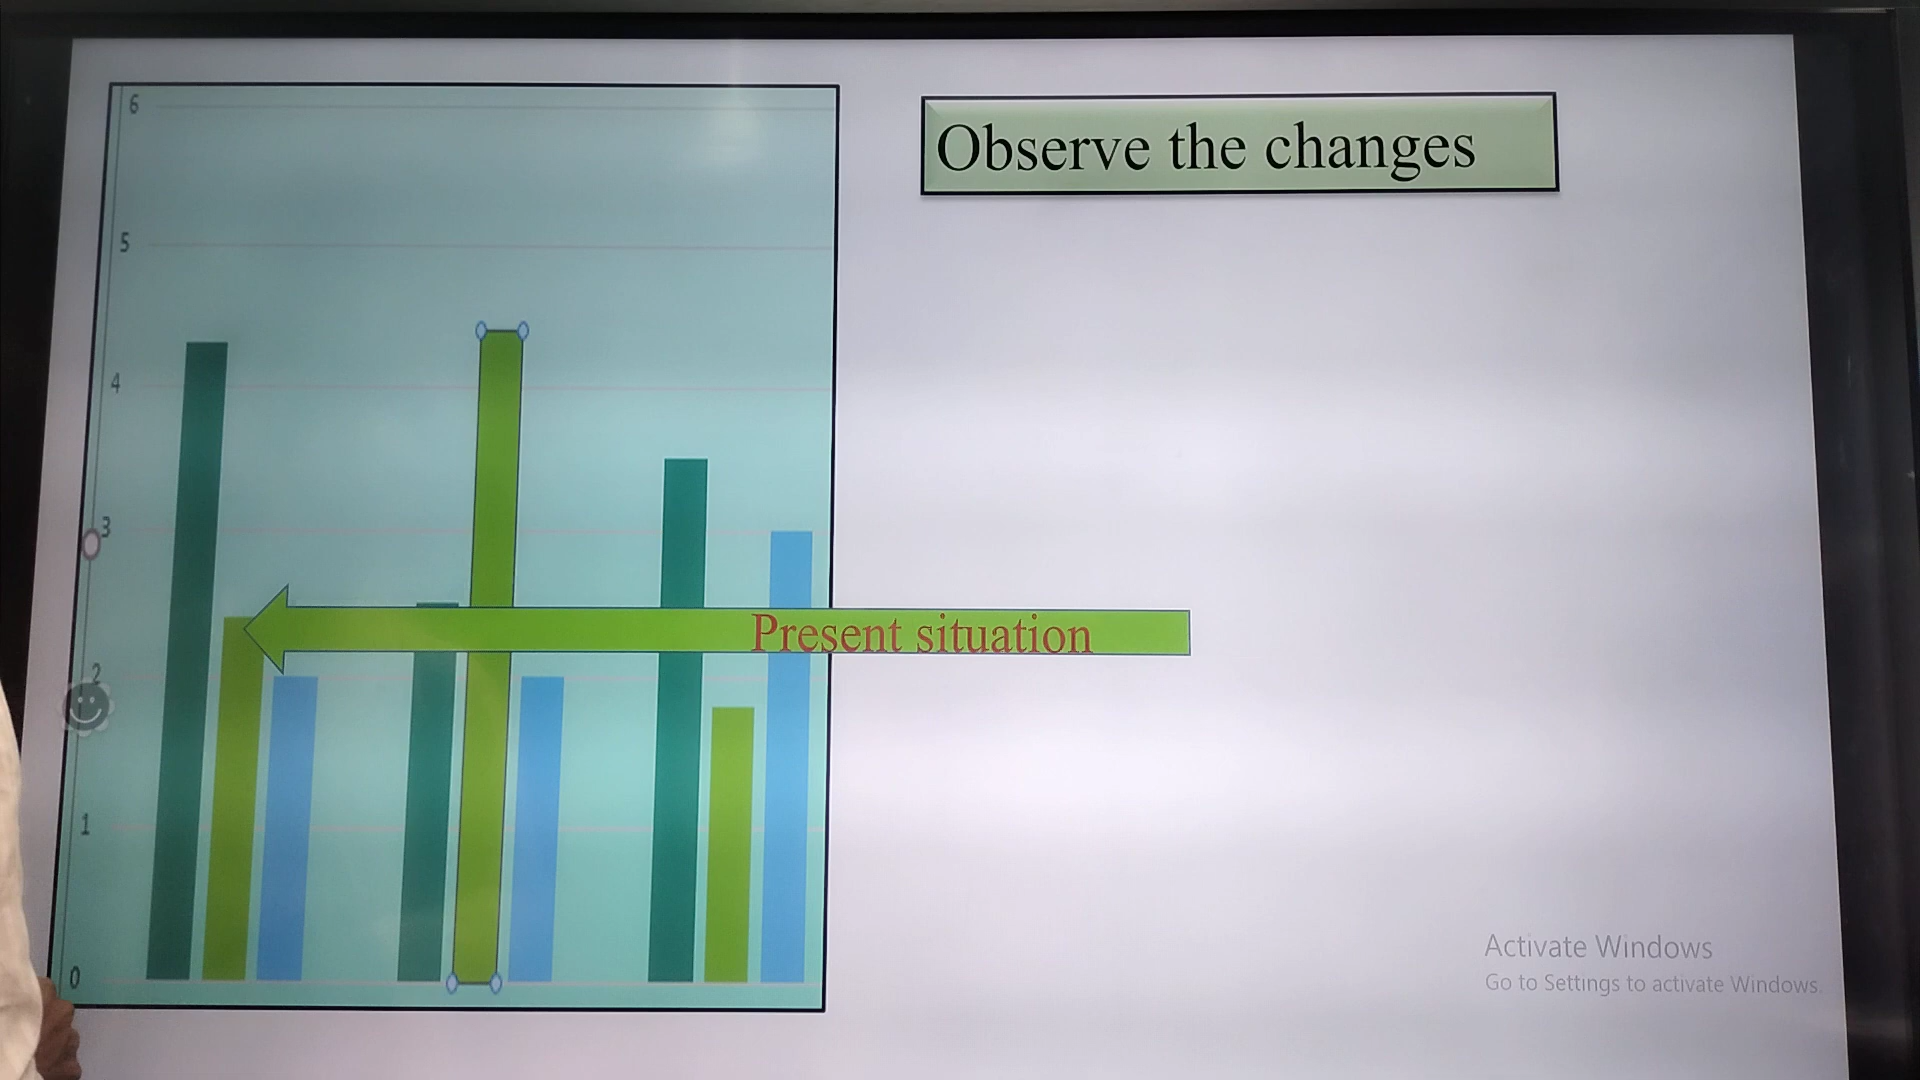 Observe the changes
6
5
4
3
2
1
0
Present situation
Activate Windows
Go to Settings to activate Windows.